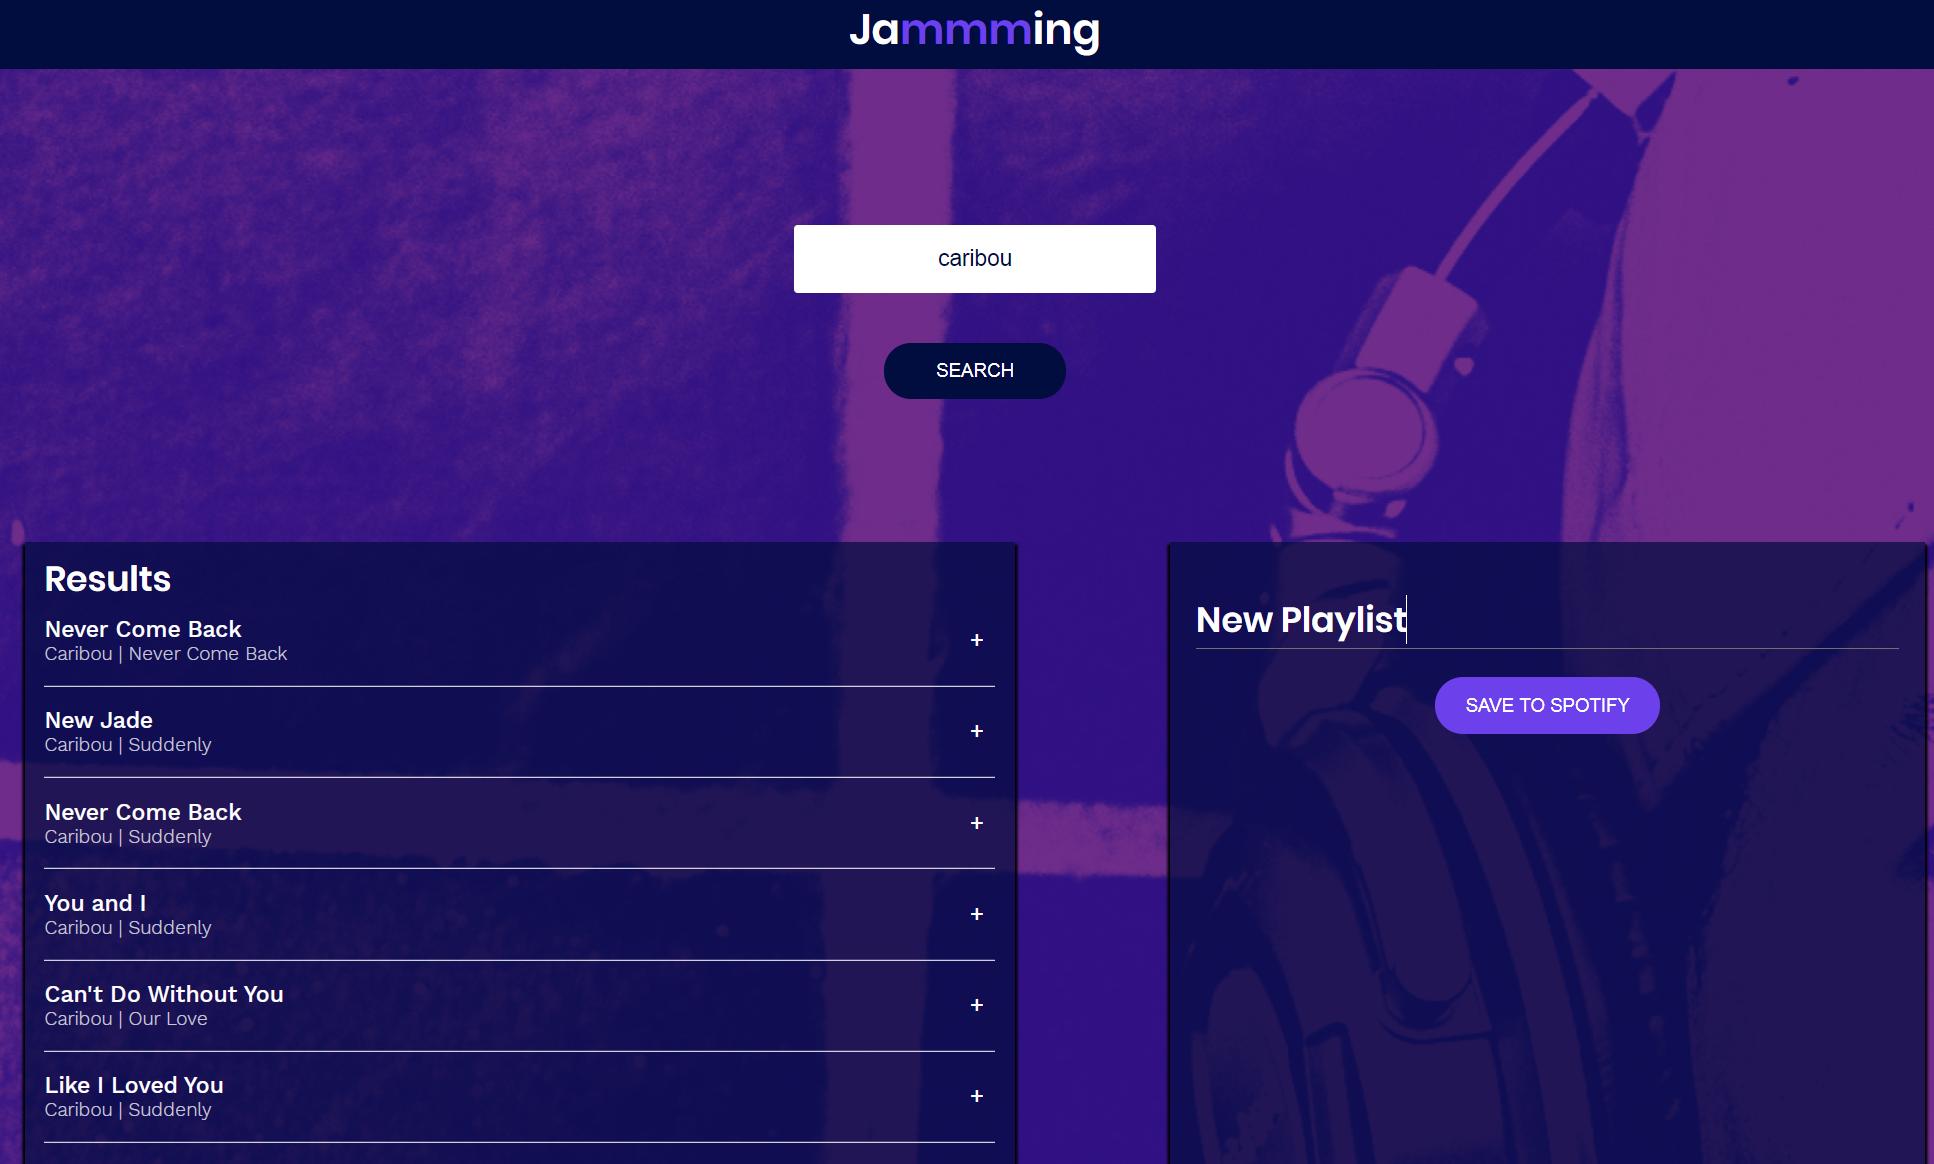 Jammming
caribou
SEARCH
Results
Never Come Back
Caribou | Never Come Back
+
New Jade
Caribou | Suddenly
+
Never Come Back
Caribou | Suddenly
+
You and I
Caribou | Suddenly
+
Can't Do Without You
Caribou | Our Love
+
Like I Loved You
Caribou | Suddenly
+
New Playlist
SAVE TO SPOTIFY